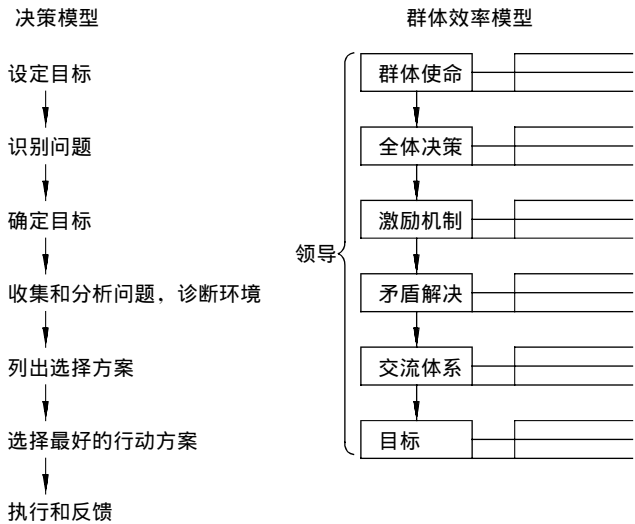 决策模型
设定目标
识别问题
确定目标
收集和分析问题，诊断环境
列出选择方案
选择最好的行动方案
执行和反馈
群体效率模型
领导
群体使命
全体决策
激励机制
矛盾解决
交流体系
目标